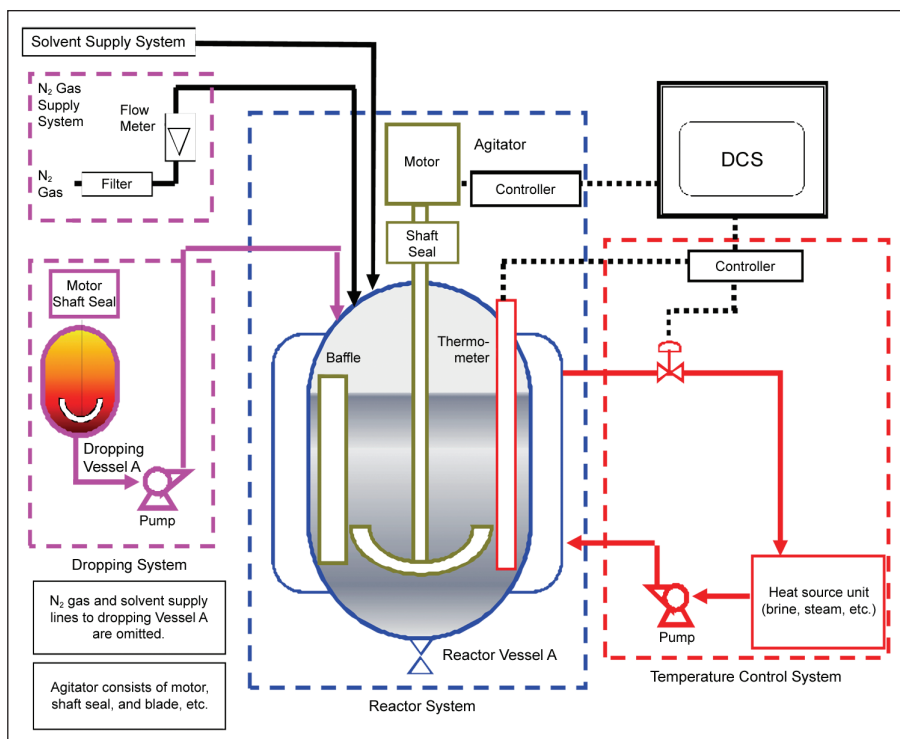 Solvent Supply System
N₂ Gas
Supply
System
Flow
Meter
N₂
Gas
Filter
Motor
Agitator
Controller
Shaft
Seal
DCS
Controller
Motor
Shaft Seal
Dropping
Vessel A
Pump
Dropping System
Baffle
Thermo-
meter
Reactor Vessel A
Reactor System
Pump
Heat source unit
(brine, steam, etc.)
Temperature Control System
N₂ gas and solvent supply
lines to dropping Vessel A
are omitted.
Agitator consists of motor,
shaft seal, and blade, etc.